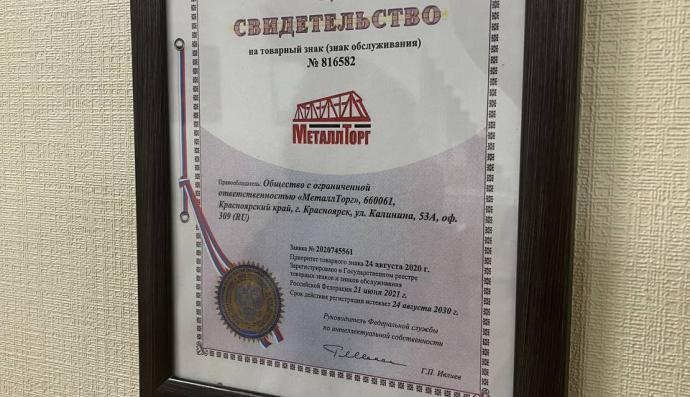 СВИДЕТЕЛЬСТВО
на товарный знак (знак обслуживания)
№ 816582
МЕТАЛЛТОРГ
Правообладатель: Общество с ограниченной
ответственностью «МеталлТорг», 660061,
Красноярский край, г. Красноярск, ул. Калинина, 53А, оф.
309 (RU)
Заявка № 2020745561
Приоритет товарного знака 24 августа 2020 г.
Зарегистрировано в Государственном реестре
товарных знаков и знаков обслуживания
Российской Федерации 21 июня 2021 г.
Срок действия регистрации истекает 24 августа 2030 г.
Руководитель Федеральной службы
по интеллектуальной собственности
Г.П. Ивлиев